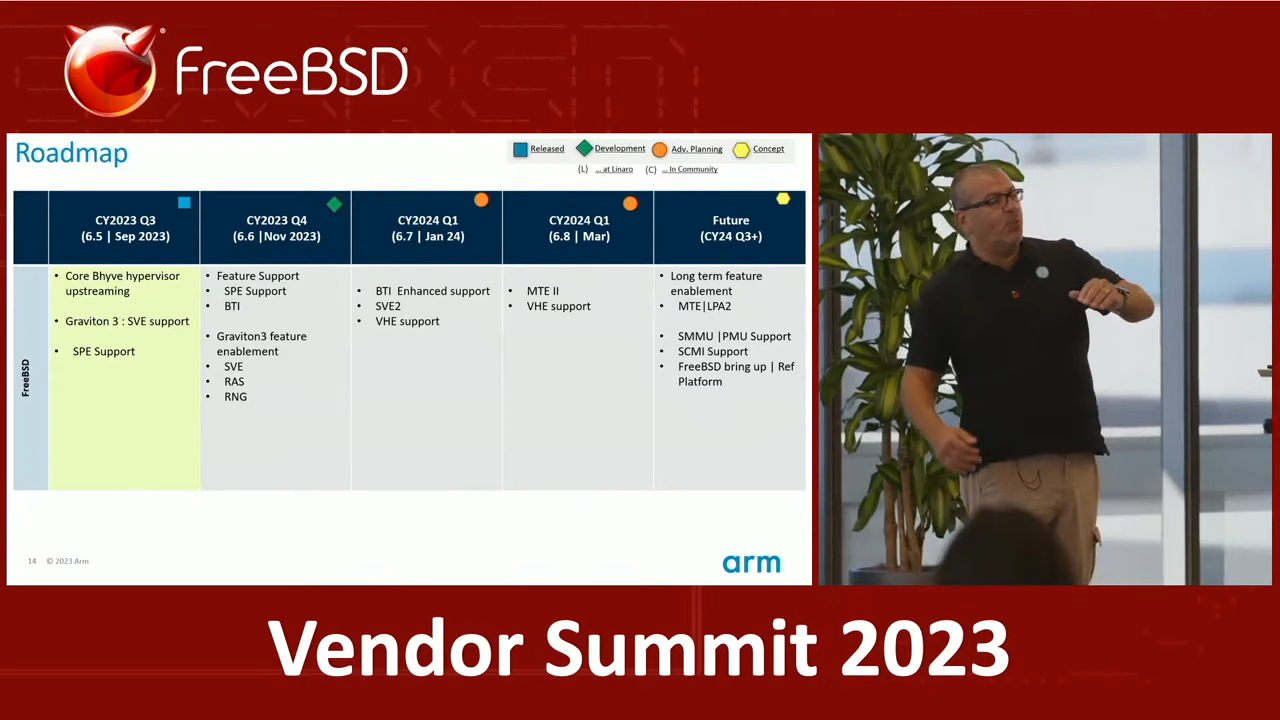 FreeBSD®
Roadmap
Released
Development
Adv. Planning
Concept
(L) ... at Linaro
(C) ... In Community
CY2023 Q3
(6.5 | Sep 2023)
CY2023 Q4
(6.6 |Nov 2023)
CY2024 Q1
(6.7 | Jan 24)
CY2024 Q1
(6.8 | Mar)
Future
(CY24 Q3+)
FreeBSD
• Core Bhyve hypervisor
upstreaming
• Graviton 3 : SVE support
• SPE Support
• Feature Support
• SPE Support
• BTI
• Graviton3 feature
enablement
• SVE
• RAS
• RNG
• BTI Enhanced support
• SVE2
• VHE support
• MTE II
• VHE support
• Long term feature
enablement
• MTE|LPA2
• SMMU |PMU Support
• SCMI Support
• FreeBSD bring up | Ref
Platform
14 © 2023 Arm
arm
Vendor Summit 2023